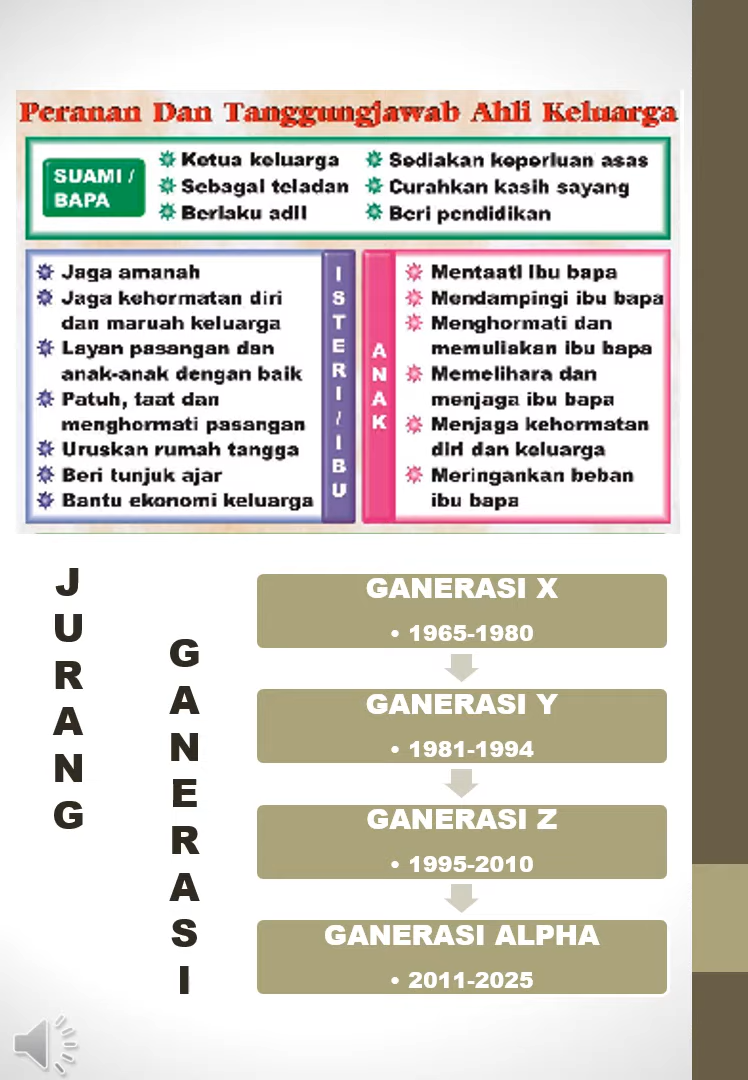 Peranan Dan Tanggungjawab Ahli Keluarga
SUAMI /
BAPA
Ketua keluarga
Sebagai teladan
Berlaku adil
Sediakan keperluan asas
Curahkan kasih sayang
Beri pendidikan
Jaga amanah
Jaga kehormatan diri
dan maruah keluarga
Layan pasangan dan
anak-anak dengan baik
Patuh, taat dan
menghormati pasangan
Uruskan rumah tangga
Beri tunjuk ajar
Bantu ekonomi keluarga
ISTERI/IBU
ANAK
Mentaati ibu bapa
Mendampingi ibu bapa
Menghormati dan
memuliakan ibu bapa
Memelihara dan
menjaga ibu bapa
Menjaga kehormatan
diri dan keluarga
Meringankan beban
ibu bapa
JURANG
GANERASI
GANERASI X
• 1965-1980
GANERASI Y
• 1981-1994
GANERASI Z
• 1995-2010
GANERASI ALPHA
• 2011-2025